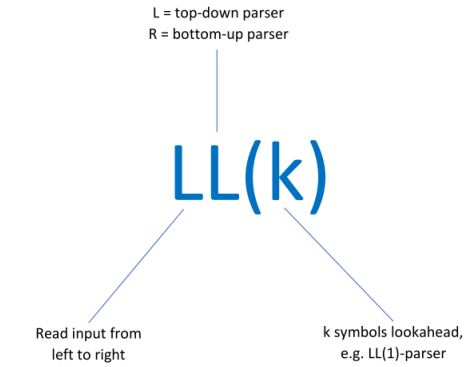 L = top-down parser
R = bottom-up parser
LL(k)
Read input from
left to right
k symbols lookahead,
e.g. LL(1)-parser